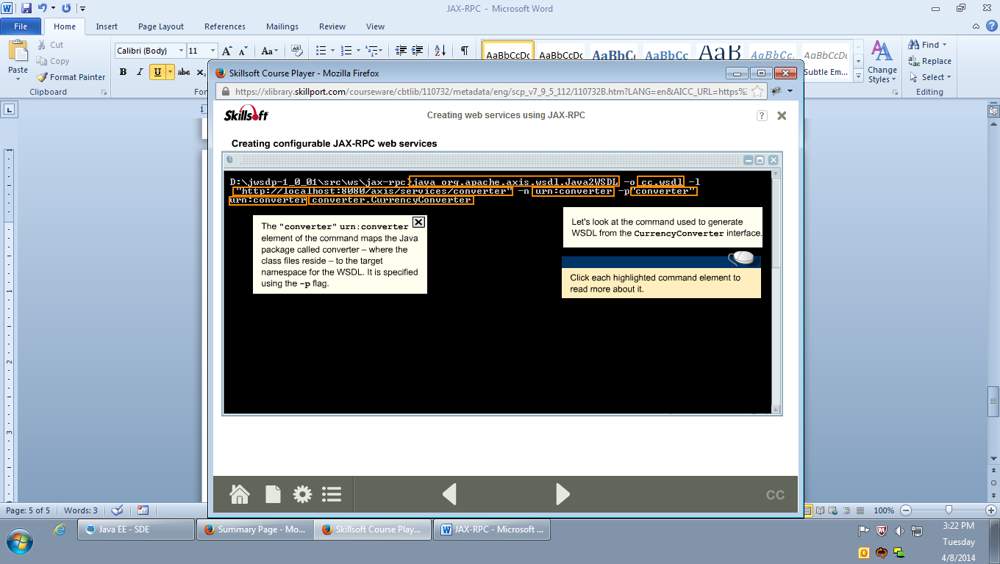 JAX-RPC - Microsoft Word
File Home Insert Page Layout References Mailings Review View
Paste
Cut
Copy
Format Painter
Clipboard
Calibri (Body) 11
B I U abc
AaBbCcDc AaBbCcDc AaBbCc AaBbCc AaB AaBbCc. AaBbCcDc
Subtle Em...
Change
Styles
Find
Replace
Select
Editing
Skillsoft Course Player - Mozilla Firefox
https://xlibrary.skillport.com/courseware/cbtlib/110732/metadata/eng/scp_v7_9_5_112/110732B.htm?LANG=en&AICC_URL=https%3
Skillsoft
Creating web services using JAX-RPC
?
Creating configurable JAX-RPC web services
D:\jwsdp-1_0_01\src\ws\jax-rpc>java org.apache.axis.wsdl.Java2WSDL -o cc.wsdl -l
"http://localhost:8080/axis/services/converter" -n urn:converter -p"converter"
urn:converter converter.CurrencyConverter
The "converter" urn:converter
element of the command maps the Java
package called converter – where the
class files reside – to the target
namespace for the WSDL. It is specified
using the -p flag.
Let's look at the command used to generate
WSDL from the CurrencyConverter interface.
Click each highlighted command element to
read more about it.
CC
Page: 5 of 5 Words: 3
100%
Java EE - SDE
Summary Page - Mo...
Skillsoft Course Play...
JAX-RPC - Microsoft ...
3:22 PM
Tuesday
4/8/2014